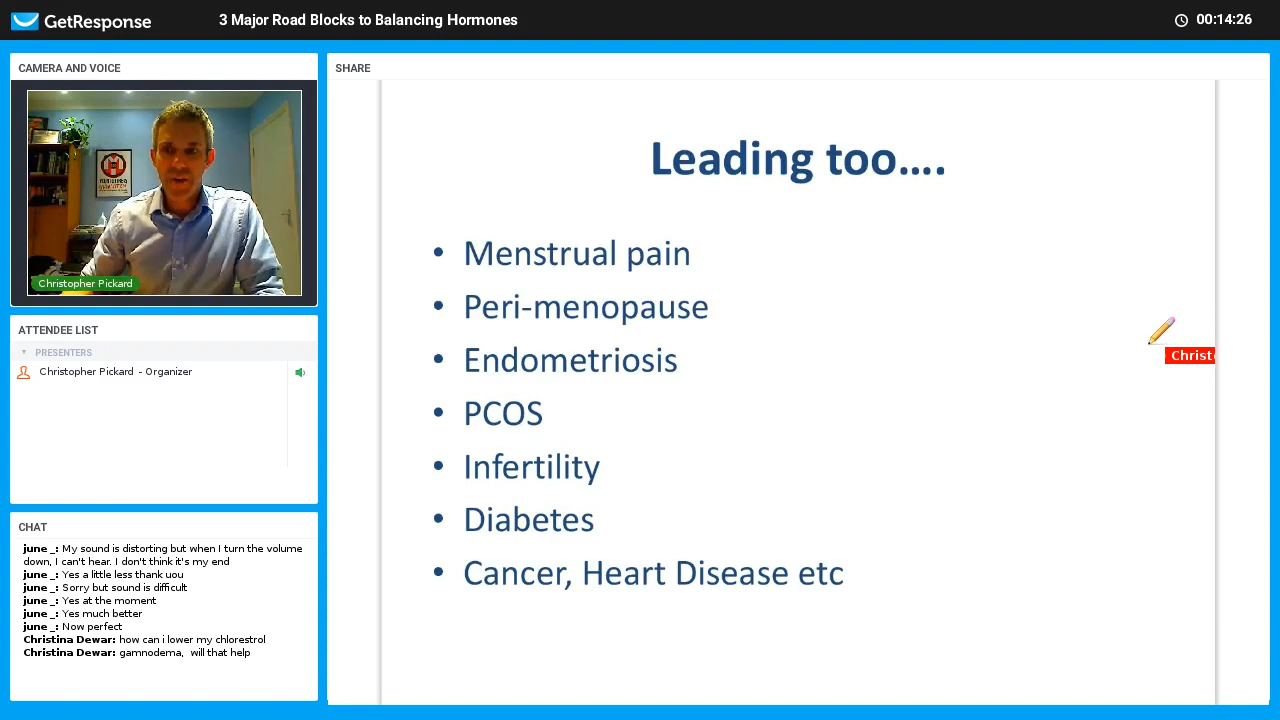 GetResponse
3 Major Road Blocks to Balancing Hormones
00:14:26
CAMERA AND VOICE
Christopher Pickard
ATTENDEE LIST
PRESENTERS
Christopher Pickard - Organizer
CHAT
june _: My sound is distorting but when I turn the volume
down, I can't hear. I don't think it's my end
june _: Yes a little less thank uou
june _: Sorry but sound is difficult
june _: Yes at the moment
june _: Yes much better
june _: Now perfect
Christina Dewar: how can i lower my chlorestrol
Christina Dewar: gamnodema, will that help
SHARE
Leading too....
• Menstrual pain
• Peri-menopause
• Endometriosis
• PCOS
• Infertility
• Diabetes
• Cancer, Heart Disease etc
Christ